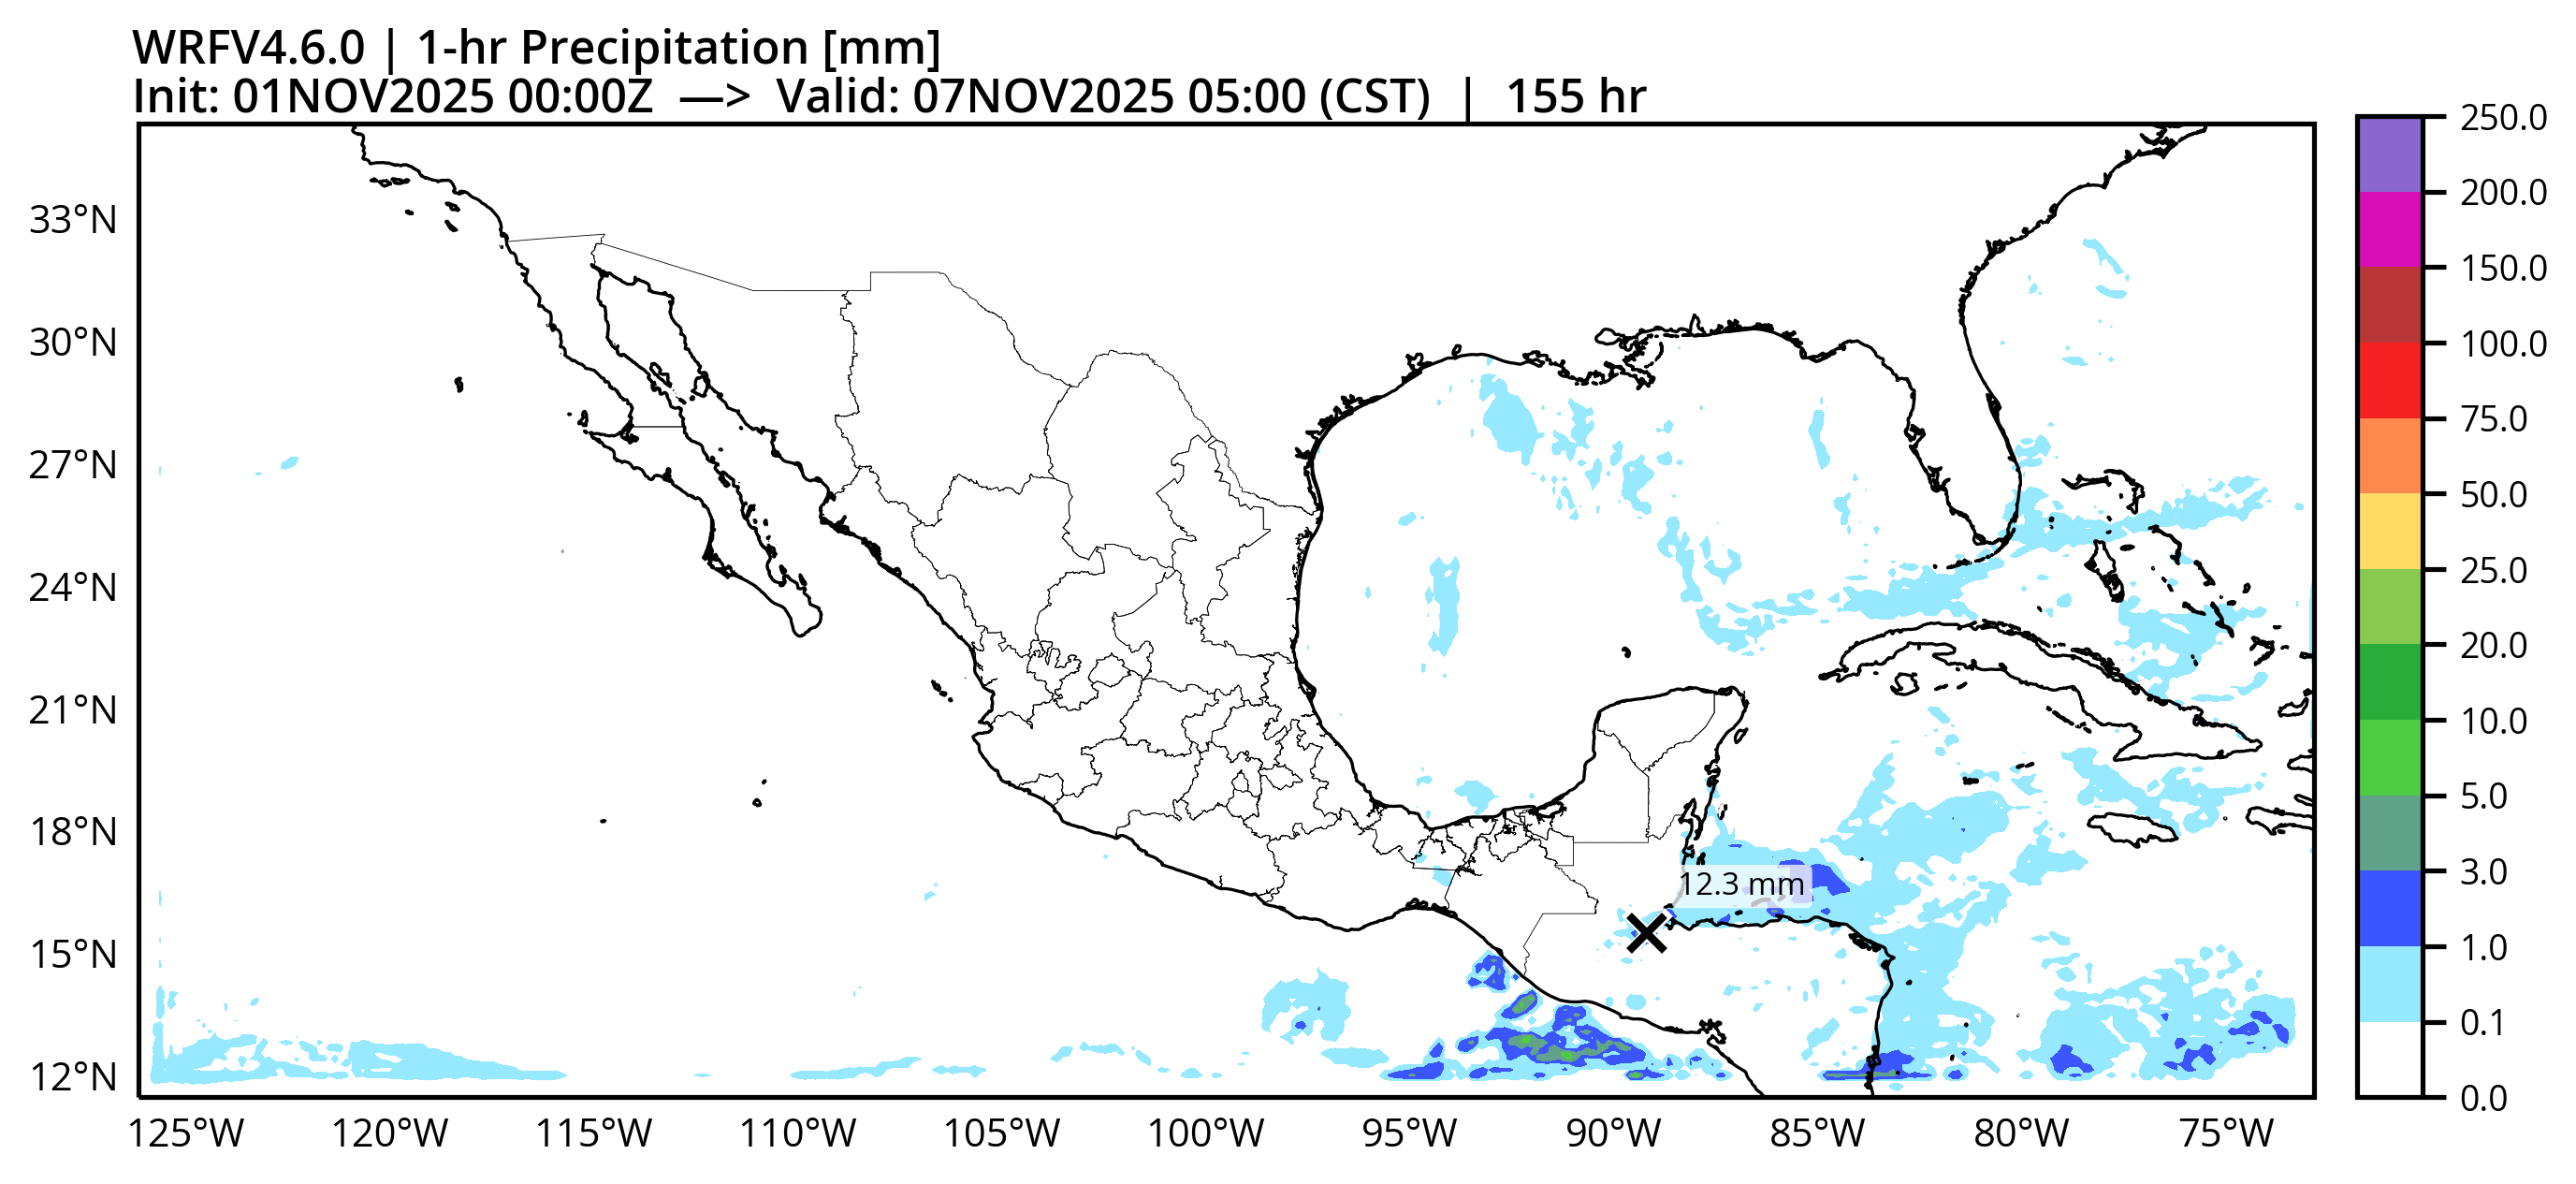 WRFV4.6.0 | 1-hr Precipitation [mm]
Init: 01NOV2025 00:00Z —> Valid: 07NOV2025 05:00 (CST) | 155 hr
33°N
30°N
27°N
24°N
21°N
18°N
15°N
12°N
12.3 mm
125°W
120°W
115°W
110°W
105°W
100°W
95°W
90°W
85°W
80°W
75°W
250.0
200.0
150.0
100.0
75.0
50.0
25.0
20.0
10.0
5.0
3.0
1.0
0.1
0.0